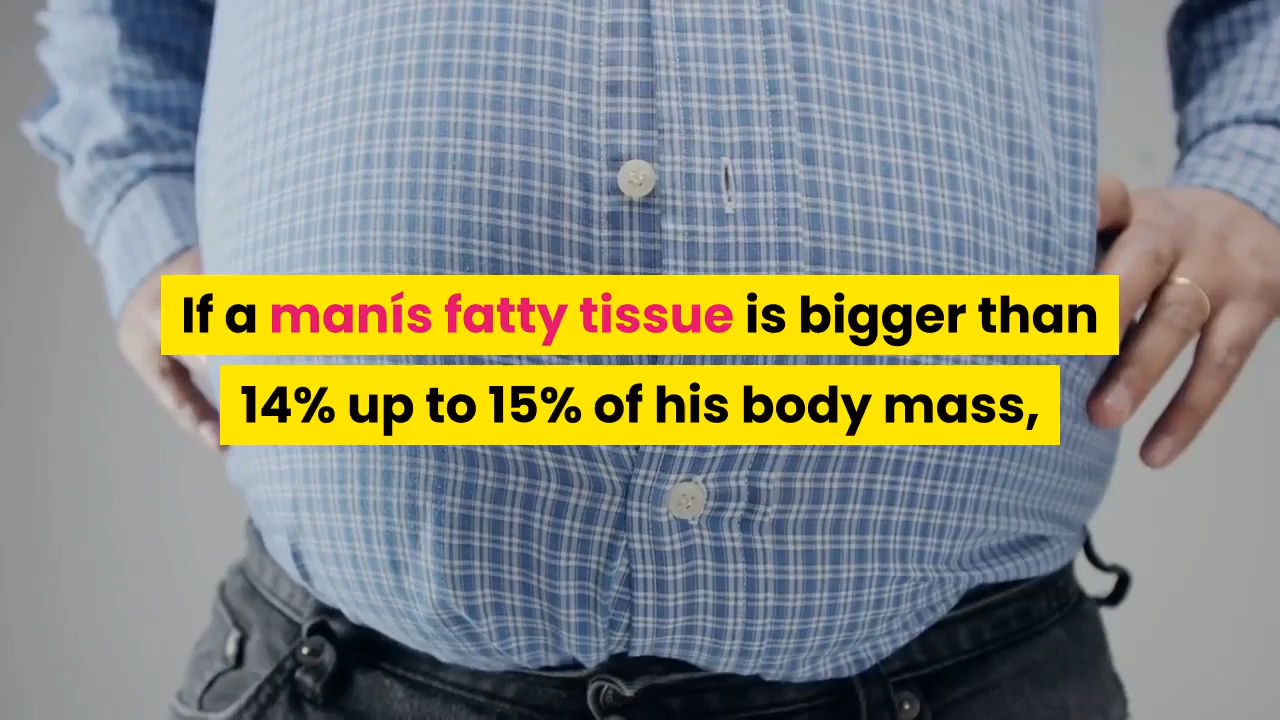 If a manís fatty tissue is bigger than
14% up to 15% of his body mass,